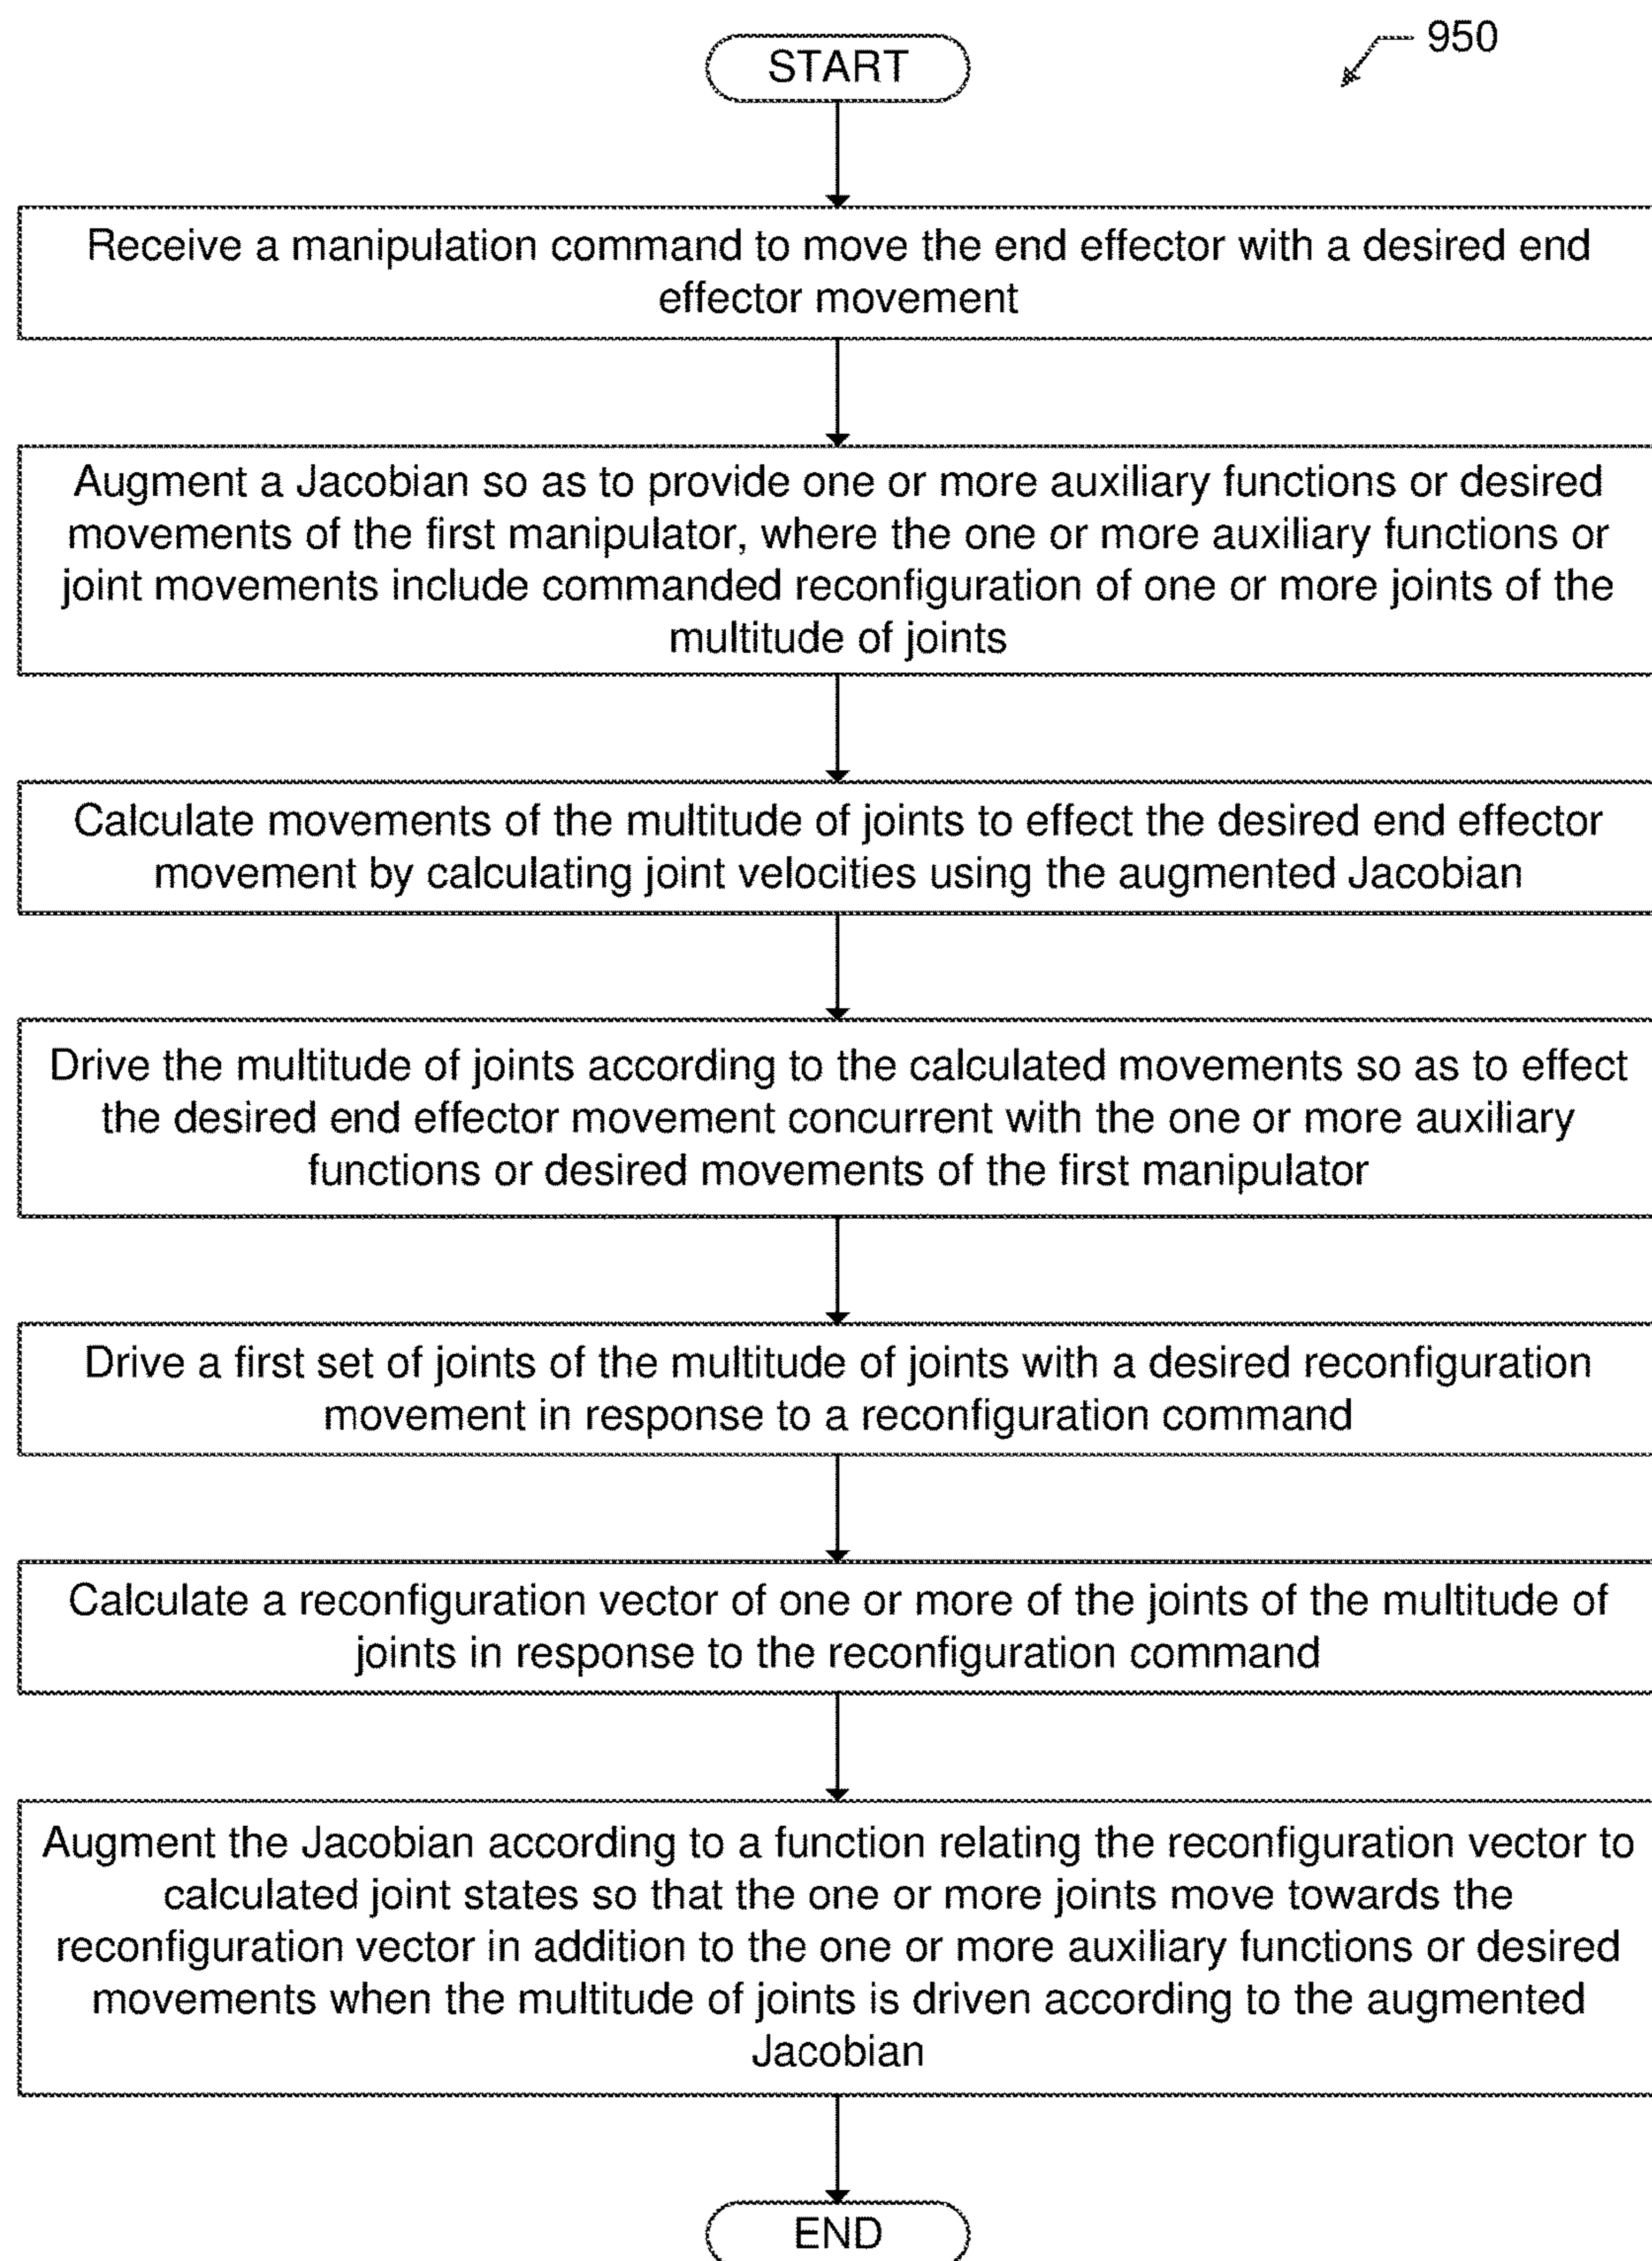 START
950
Receive a manipulation command to move the end effector with a desired end
effector movement
Augment a Jacobian so as to provide one or more auxiliary functions or desired
movements of the first manipulator, where the one or more auxiliary functions or
joint movements include commanded reconfiguration of one or more joints of the
multitude of joints
Calculate movements of the multitude of joints to effect the desired end effector
movement by calculating joint velocities using the augmented Jacobian
Drive the multitude of joints according to the calculated movements so as to effect
the desired end effector movement concurrent with the one or more auxiliary
functions or desired movements of the first manipulator
Drive a first set of joints of the multitude of joints with a desired reconfiguration
movement in response to a reconfiguration command
Calculate a reconfiguration vector of one or more of the joints of the multitude of
joints in response to the reconfiguration command
Augment the Jacobian according to a function relating the reconfiguration vector to
calculated joint states so that the one or more joints move towards the
reconfiguration vector in addition to the one or more auxiliary functions or desired
movements when the multitude of joints is driven according to the augmented
Jacobian
END